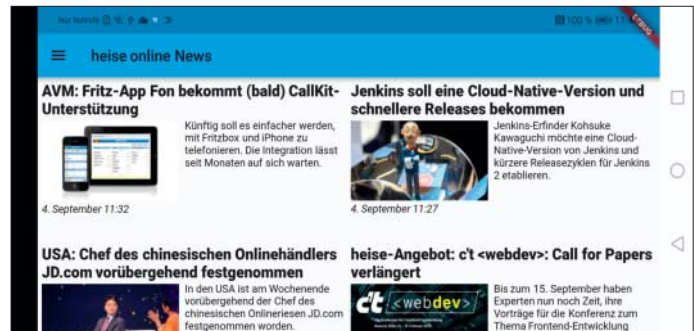 Nur Notrufe
100 %
heise online News
AVM: Fritz-App Fon bekommt (bald) CallKit-
Unterstützung
Künftig soll es einfacher werden,
mit Fritzbox und iPhone zu
telefonieren. Die Integration lässt
seit Monaten auf sich warten.
4. September 11:32
Jenkins soll eine Cloud-Native-Version und
schnellere Releases bekommen
Jenkins-Erfinder Kohsuke
Kawaguchi möchte eine Cloud-
Native-Version von Jenkins und
kürzere Releasezyklen für Jenkins
2 etablieren.
4. September 11:27
USA: Chef des chinesischen Onlinehändlers
JD.com vorübergehend festgenommen
In den USA ist am Wochenende
vorübergehend der Chef des
chinesischen Onlineriesen JD.com
festgenommen worden.
heise-Angebot: c't <webdev>: Call for Papers
verlängert
c't <webdev>
Bis zum 15. September haben
Experten nun noch Zeit, ihre
Vorträge für die Konferenz zum
Thema Frontend-Entwicklung